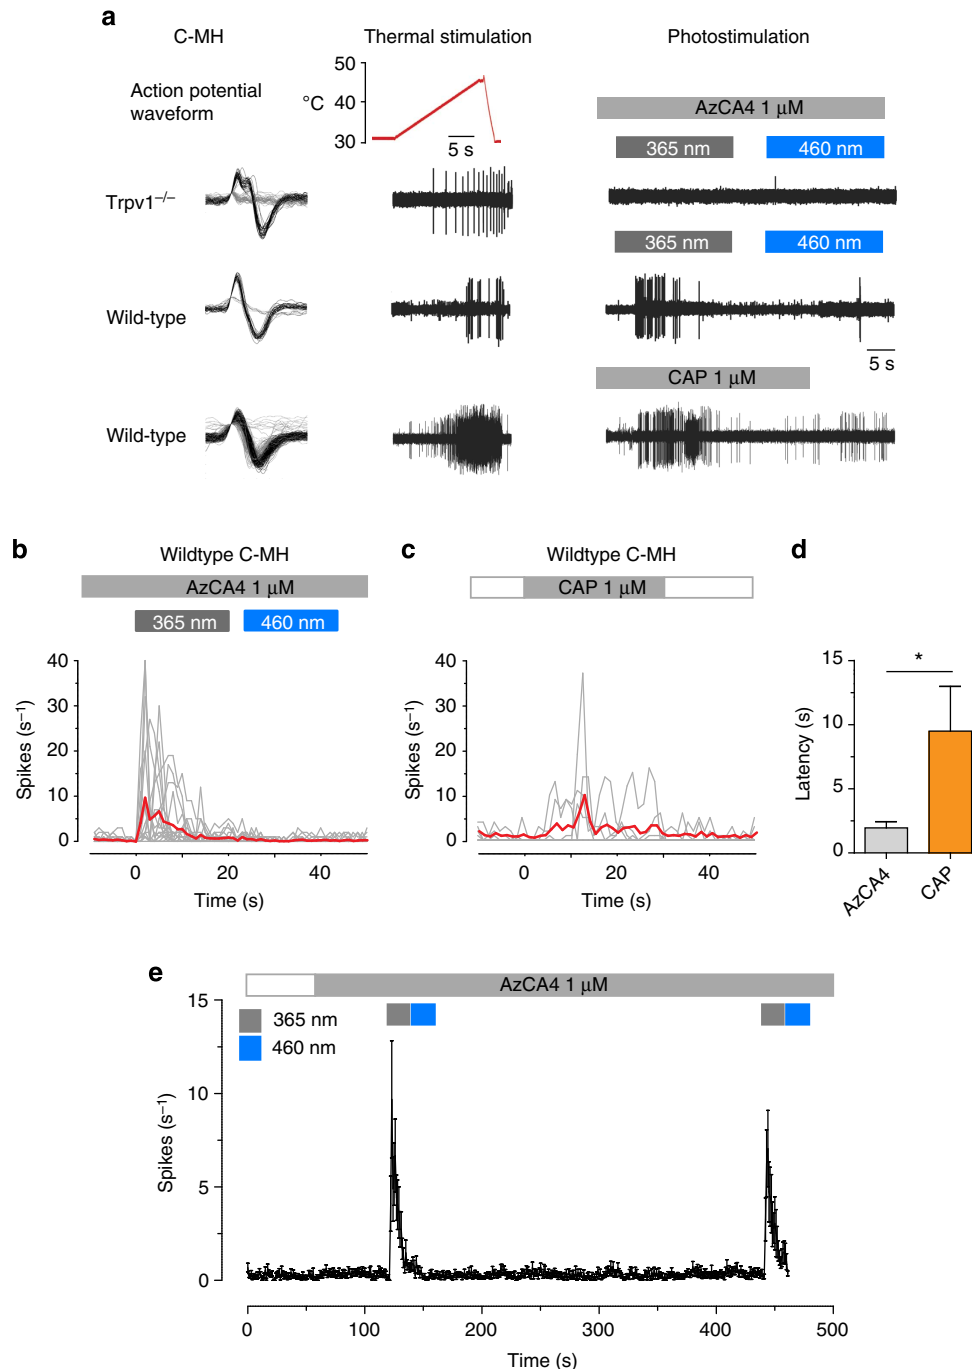 a
C-MH
Thermal stimulation
Photostimulation
Action potential
waveform
°C
50
40
30
5 s
AzCA4 1 μM
365 nm
460 nm
Trpv1–/–
365 nm
460 nm
Wild-type
5 s
CAP 1 μM
Wild-type
b
Wildtype C-MH
AzCA4 1 μM
365 nm
460 nm
Spikes (s–1)
40
30
20
10
0
0
20
40
Time (s)
c
Wildtype C-MH
CAP 1 μM
Spikes (s–1)
40
30
20
10
0
0
20
40
Time (s)
d
*
Latency (s)
15
10
5
0
AzCA4
CAP
e
AzCA4 1 μM
365 nm
460 nm
Spikes (s–1)
15
10
5
0
0
100
200
300
400
500
Time (s)